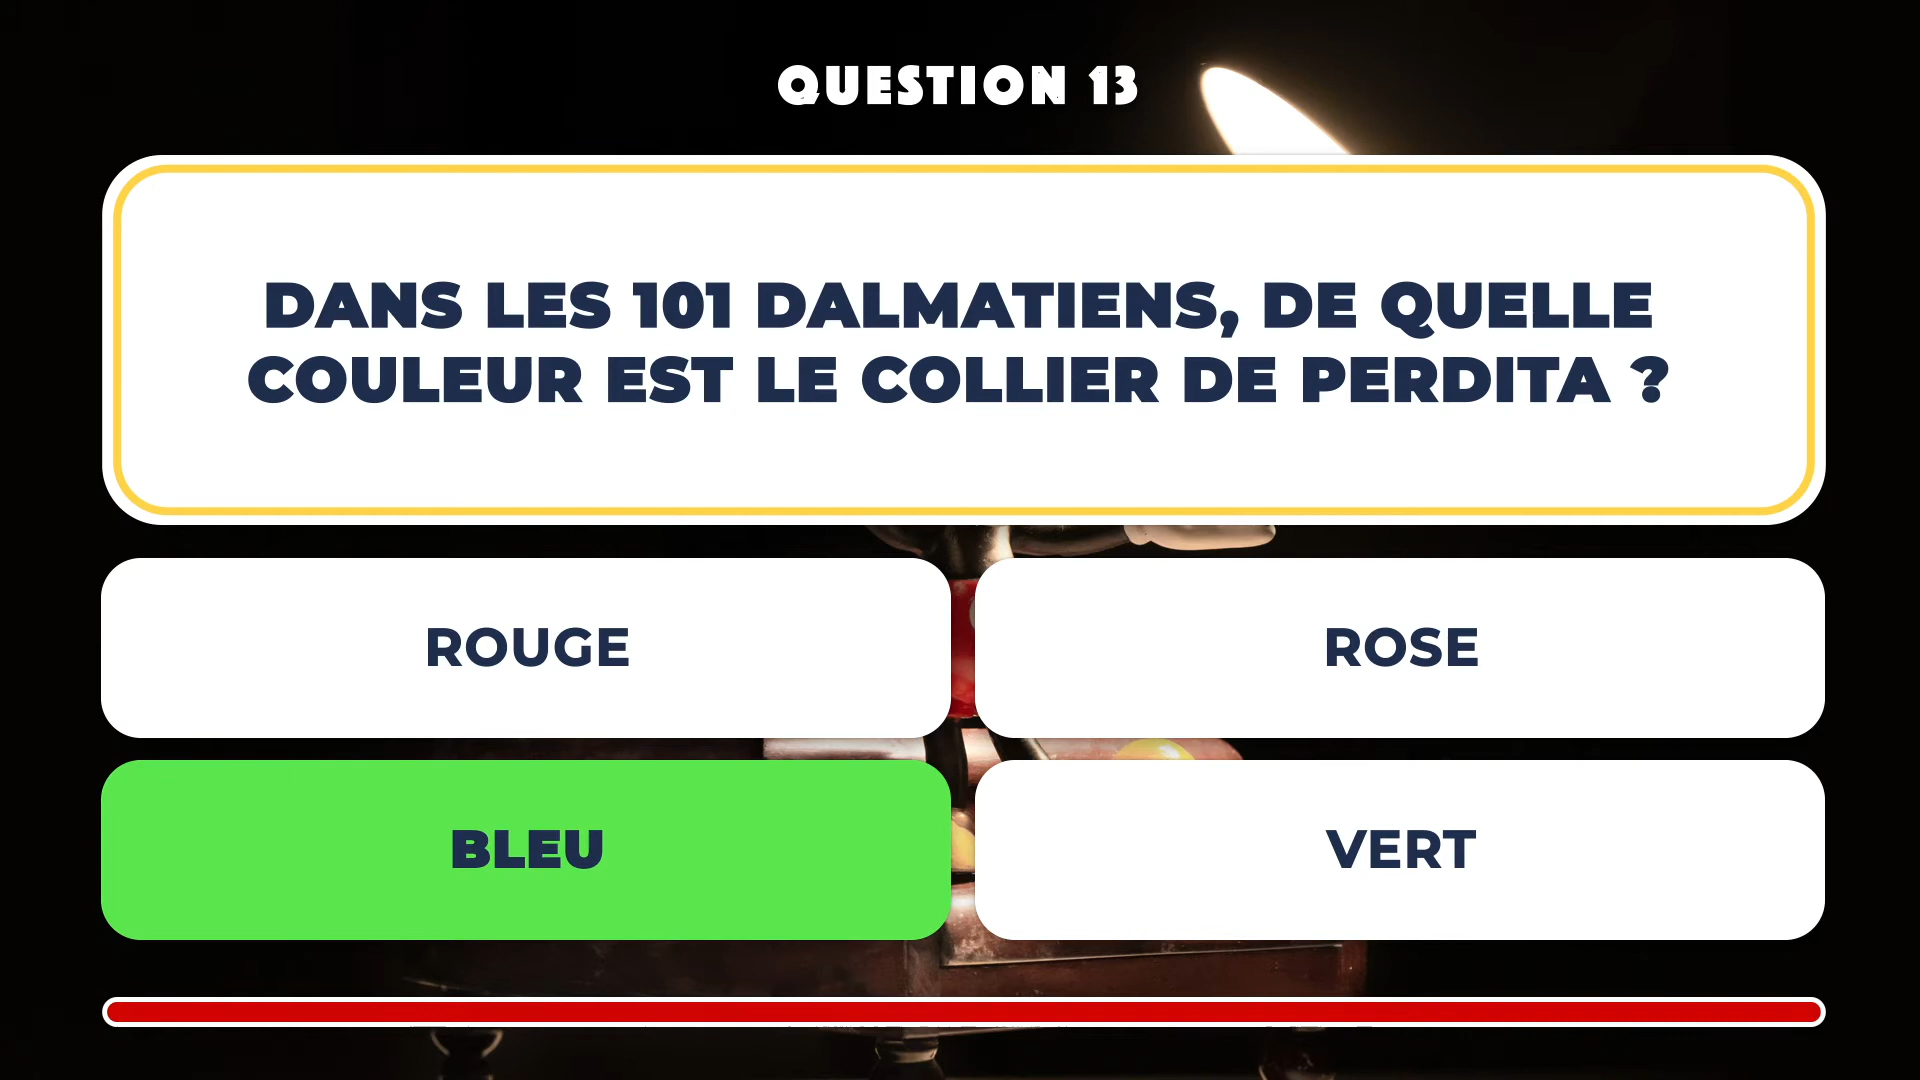 QUESTION 13
DANS LES 101 DALMATIENS, DE QUELLE
COULEUR EST LE COLLIER DE PERDITA ?
ROUGE
ROSE
BLEU
VERT